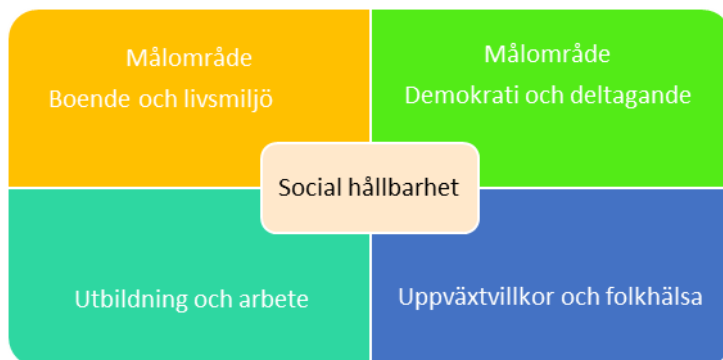 Målområde
Boende och livsmiljö
Målområde
Demokrati och deltagande
Social hållbarhet
Utbildning och arbete
Uppväxtvillkor och folkhälsa